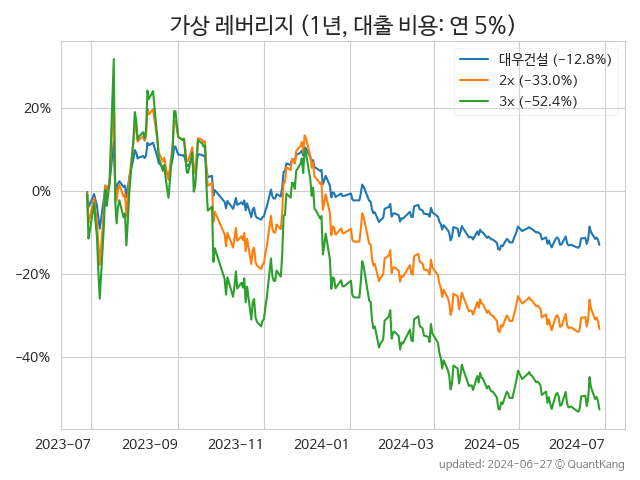 가상 레버리지 (1년, 대출 비용: 연 5%)
대우건설 (−12.8%)
2x (−33.0%)
3x (−52.4%)
20%
0%
−20%
−40%
2023-07 2023-09 2023-11 2024-01 2024-03 2024-05 2024-07
updated: 2024-06-27 © QuantKang